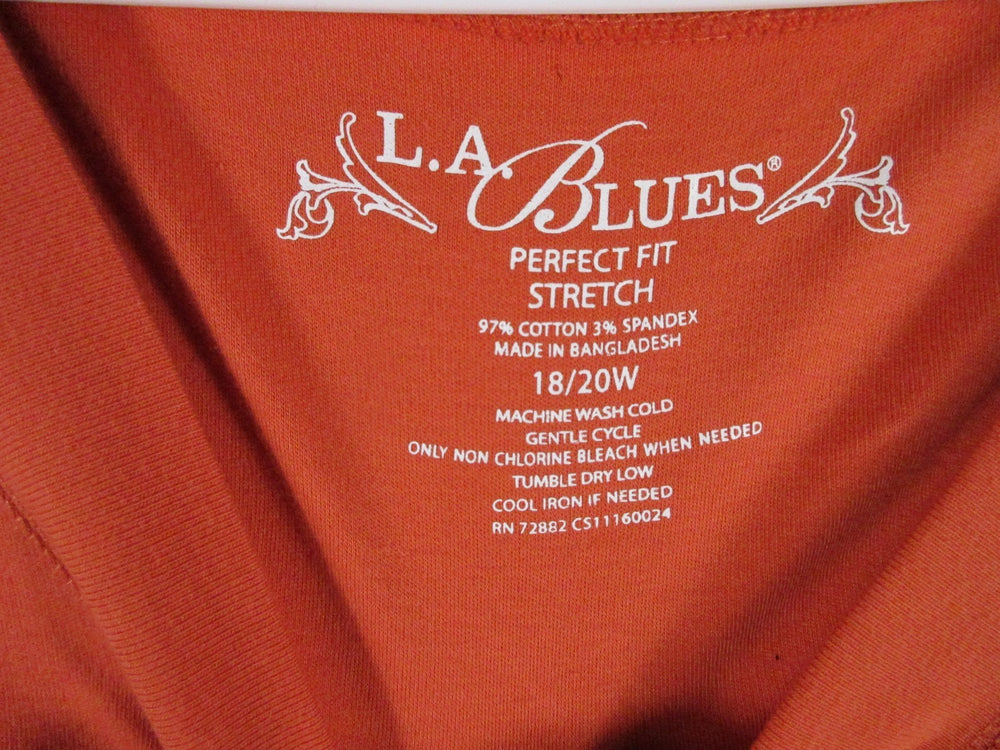 L.A. BLUES®
PERFECT FIT
STRETCH
97% COTTON 3% SPANDEX
MADE IN BANGLADESH
18/20W
MACHINE WASH COLD
GENTLE CYCLE
ONLY NON CHLORINE BLEACH WHEN NEEDED
TUMBLE DRY LOW
COOL IRON IF NEEDED
RN 72882 CS11160024